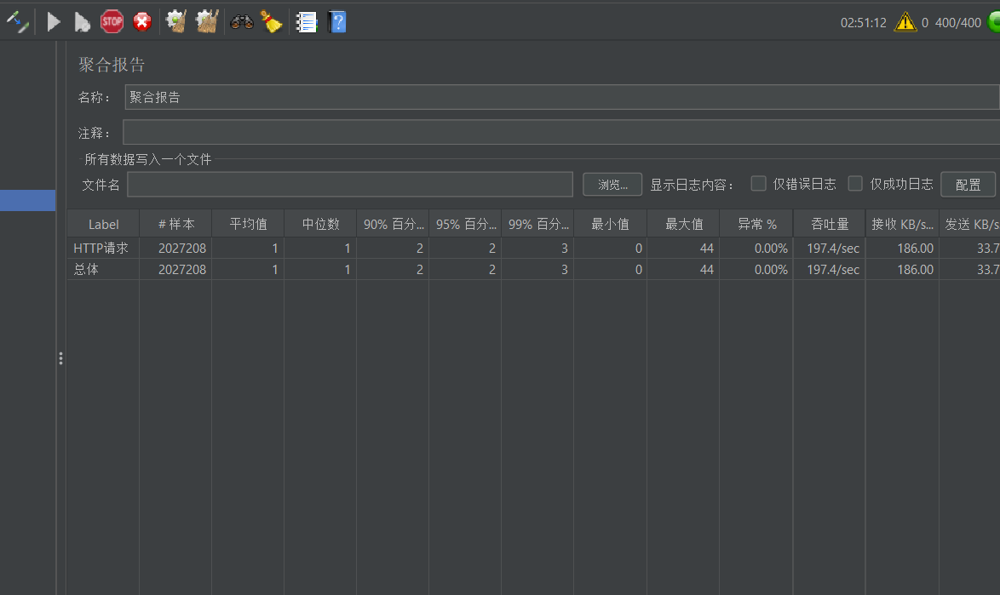 STOP
02:51:12 0 400/400
聚合报告
名称： 聚合报告
注释：
所有数据写入一个文件
文件名 浏览... 显示日志内容： 仅错误日志 仅成功日志 配置
Label # 样本 平均值 中位数 90% 百分... 95% 百分... 99% 百分... 最小值 最大值 异常 % 吞吐量 接收 KB/s... 发送 KB/s
HTTP请求 2027208 1 1 2 2 3 0 44 0.00% 197.4/sec 186.00 33.7
总体 2027208 1 1 2 2 3 0 44 0.00% 197.4/sec 186.00 33.7